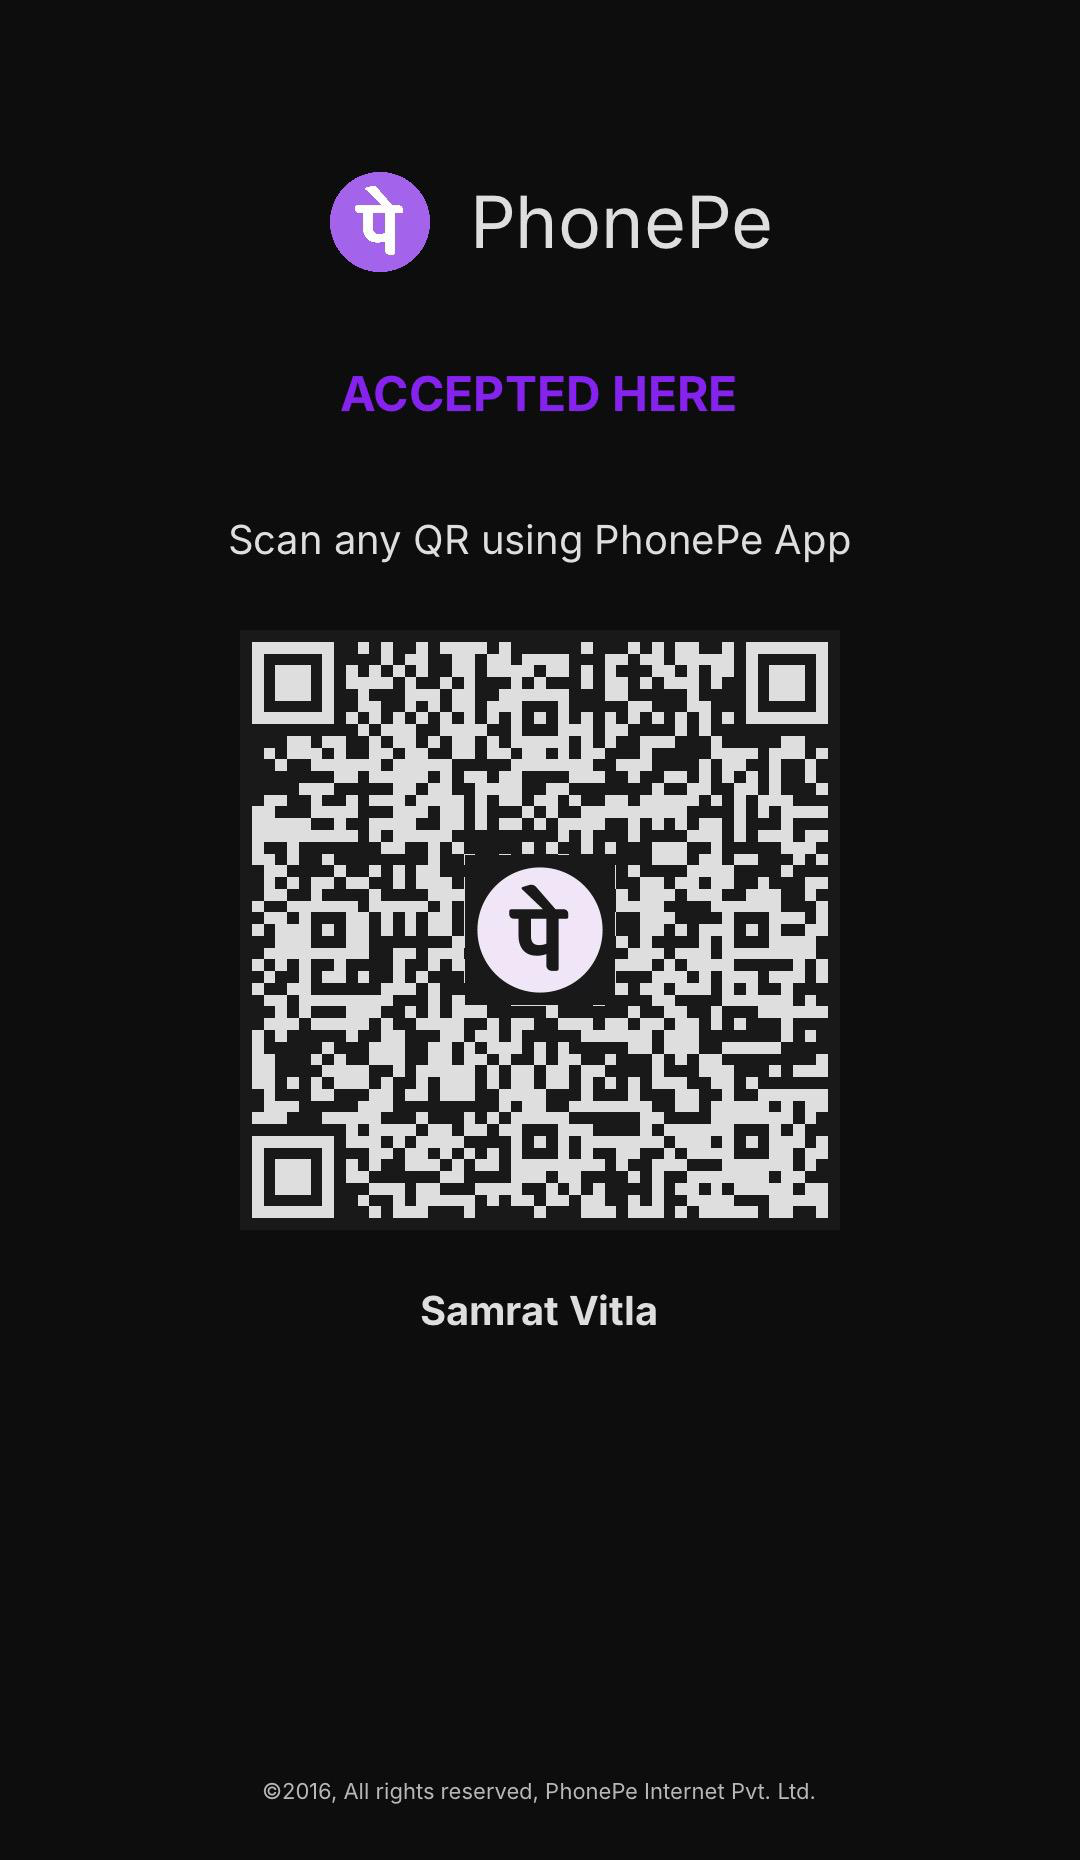 पे PhonePe
ACCEPTED HERE
Scan any QR using PhonePe App
पे
Samrat Vitla
©2016, All rights reserved, PhonePe Internet Pvt. Ltd.